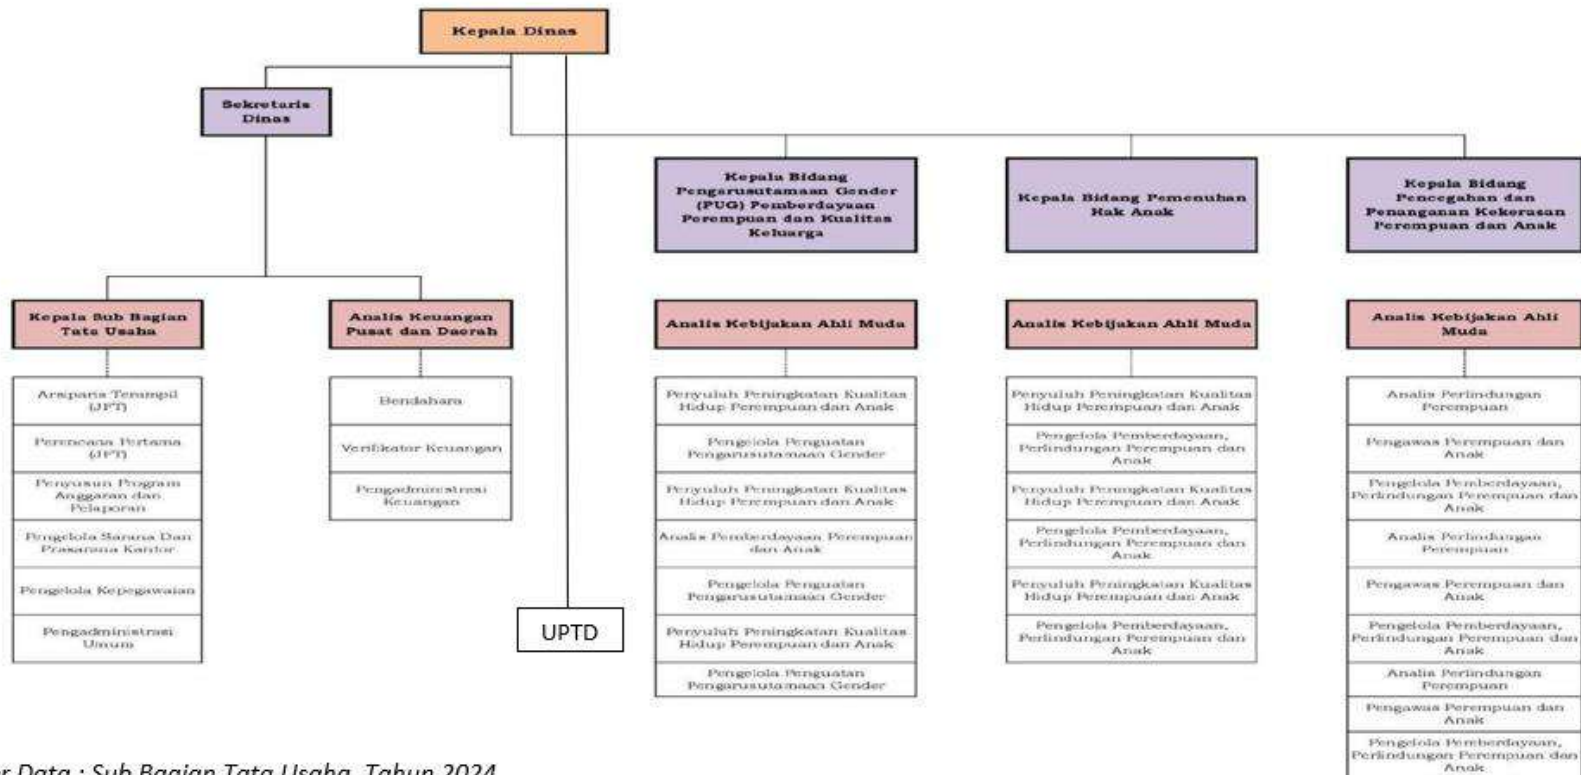 Kepala Dinas
Sekretaris
Dinas
Kepala Bidang
Pengarusutamaan Gender
(PUG) Pemberdayaan
Perempuan dan Kualitas
Keluarga
Kepala Bidang Pemenuhan
Hak Anak
Kepala Bidang
Pencegahan dan
Penanganan Kekerasan
Perempuan dan Anak
Kepala Sub Bagian
Tata Usaha
Analis Keuangan
Pusat dan Daerah
Analis Kebijakan Ahli Muda
Analis Kebijakan Ahli Muda
Analis Kebijakan Ahli
Muda
Arsiparis Terampil
(JFT)
Perencana Pertama
(JFT)
Penyusun Program
Anggaran dan
Pelaporan
Pengelola Sarana Dan
Prasarana Kantor
Pengelola Kepegawaian
Pengadministrasi
Umum
Bendahara
Verifikator Keuangan
Pengadministrasi
Keuangan
UPTD
Penyuluh Peningkatan Kualitas
Hidup Perempuan dan Anak
Pengelola Penguatan
Pengarusutamaan Gender
Penyuluh Peningkatan Kualitas
Hidup Perempuan dan Anak
Analis Pemberdayaan Perempuan
dan Anak
Pengelola Penguatan
Pengarusutamaan Gender
Penyuluh Peningkatan Kualitas
Hidup Perempuan dan Anak
Pengelola Penguatan
Pengarusutamaan Gender
Penyuluh Peningkatan Kualitas
Hidup Perempuan dan Anak
Pengelola Pemberdayaan,
Perlindungan Perempuan dan
Anak
Penyuluh Peningkatan Kualitas
Hidup Perempuan dan Anak
Pengelola Pemberdayaan,
Perlindungan Perempuan dan
Anak
Penyuluh Peningkatan Kualitas
Hidup Perempuan dan Anak
Pengelola Pemberdayaan,
Perlindungan Perempuan dan
Anak
Analis Perlindungan
Perempuan
Pengawas Perempuan dan
Anak
Pengelola Pemberdayaan,
Perlindungan Perempuan dan
Anak
Analis Perlindungan
Perempuan
Pengawas Perempuan dan
Anak
Pengelola Pemberdayaan,
Perlindungan Perempuan dan
Anak
Analis Perlindungan
Perempuan
Pengawas Perempuan dan
Anak
Pengelola Pemberdayaan,
Perlindungan Perempuan dan
Anak
r Data : Sub Bagian Tata Usaha, Tahun 2024